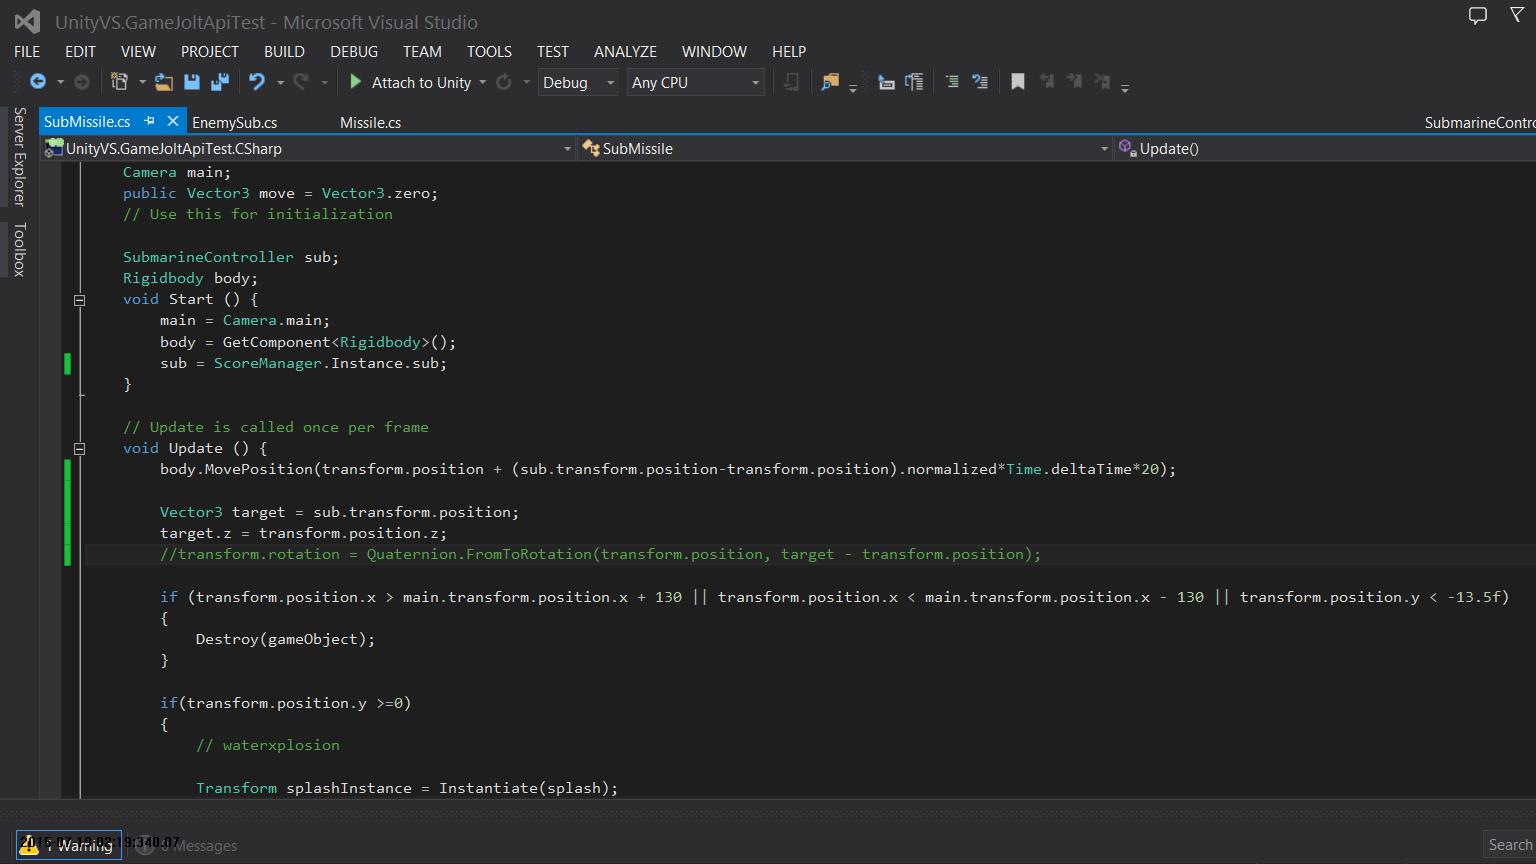 UnityVS.GameJoltApiTest - Microsoft Visual Studio
FILE EDIT VIEW PROJECT BUILD DEBUG TEAM TOOLS TEST ANALYZE WINDOW HELP
Attach to Unity Debug Any CPU
Server Explorer
Toolbox
SubMissile.cs EnemySub.cs Missile.cs SubmarineContro
UnityVS.GameJoltApiTest.CSharp SubMissile Update()
Camera main;
public Vector3 move = Vector3.zero;
// Use this for initialization
SubmarineController sub;
Rigidbody body;
void Start () {
main = Camera.main;
body = GetComponent<Rigidbody>();
sub = ScoreManager.Instance.sub;
}
// Update is called once per frame
void Update () {
body.MovePosition(transform.position + (sub.transform.position-transform.position).normalized*Time.deltaTime*20);
Vector3 target = sub.transform.position;
target.z = transform.position.z;
//transform.rotation = Quaternion.FromToRotation(transform.position, target - transform.position);
if (transform.position.x > main.transform.position.x + 130 || transform.position.x < main.transform.position.x - 130 || transform.position.y < -13.5f)
{
Destroy(gameObject);
}
if(transform.position.y >=0)
{
// waterxplosion
Transform splashInstance = Instantiate(splash);
1 Warning
0 Messages
Search